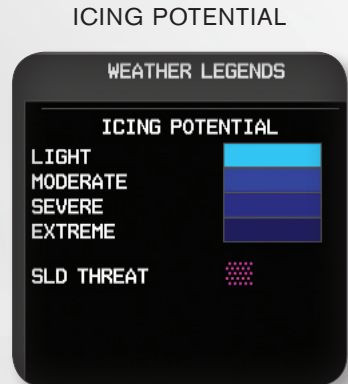 ICING POTENTIAL
WEATHER LEGENDS
ICING POTENTIAL
LIGHT
MODERATE
SEVERE
EXTREME
SLD THREAT